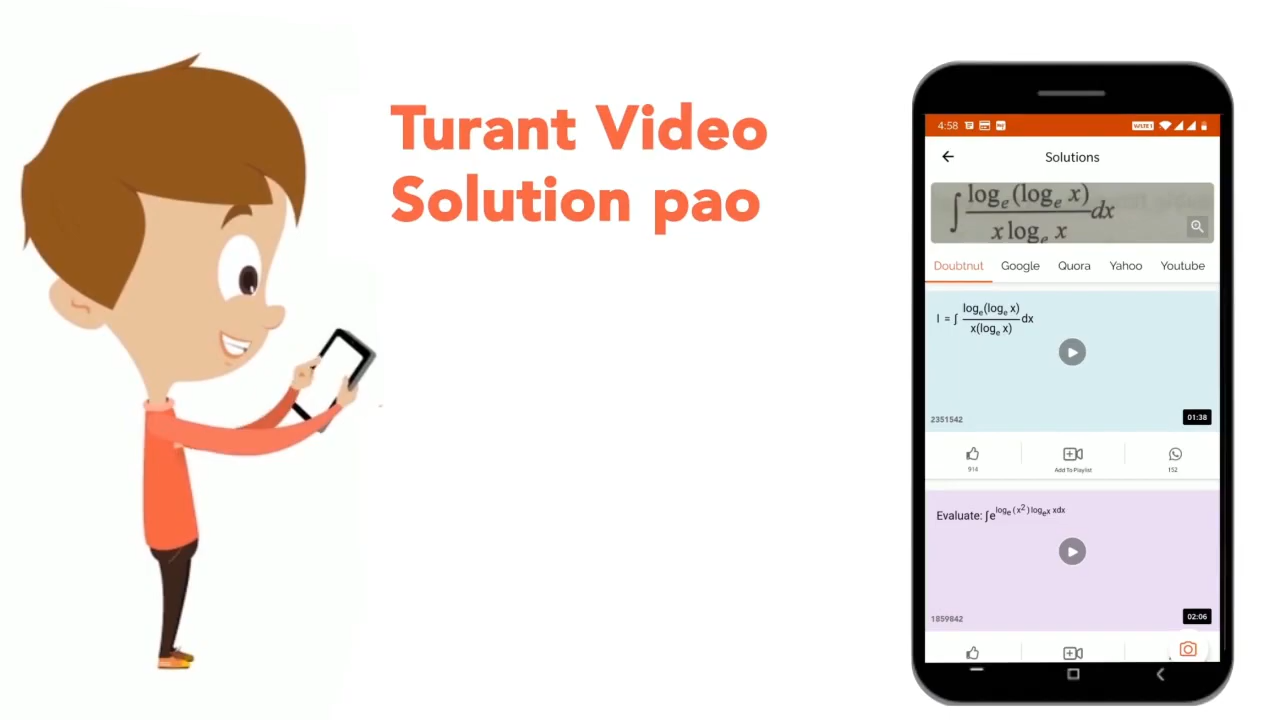 Turant Video
Solution pao
4:58
VoLTE1
Solutions
∫ logₑ(logₑ x) / x logₑ x dx
Doubtnut Google Quora Yahoo Youtube
I = ∫ logₑ(logₑ x) / x(logₑ x) dx
2351542 01:38
914 Add To Playlist 152
Evaluate: ∫e^logₑ(x²)logₑx xdx
1859842 02:06